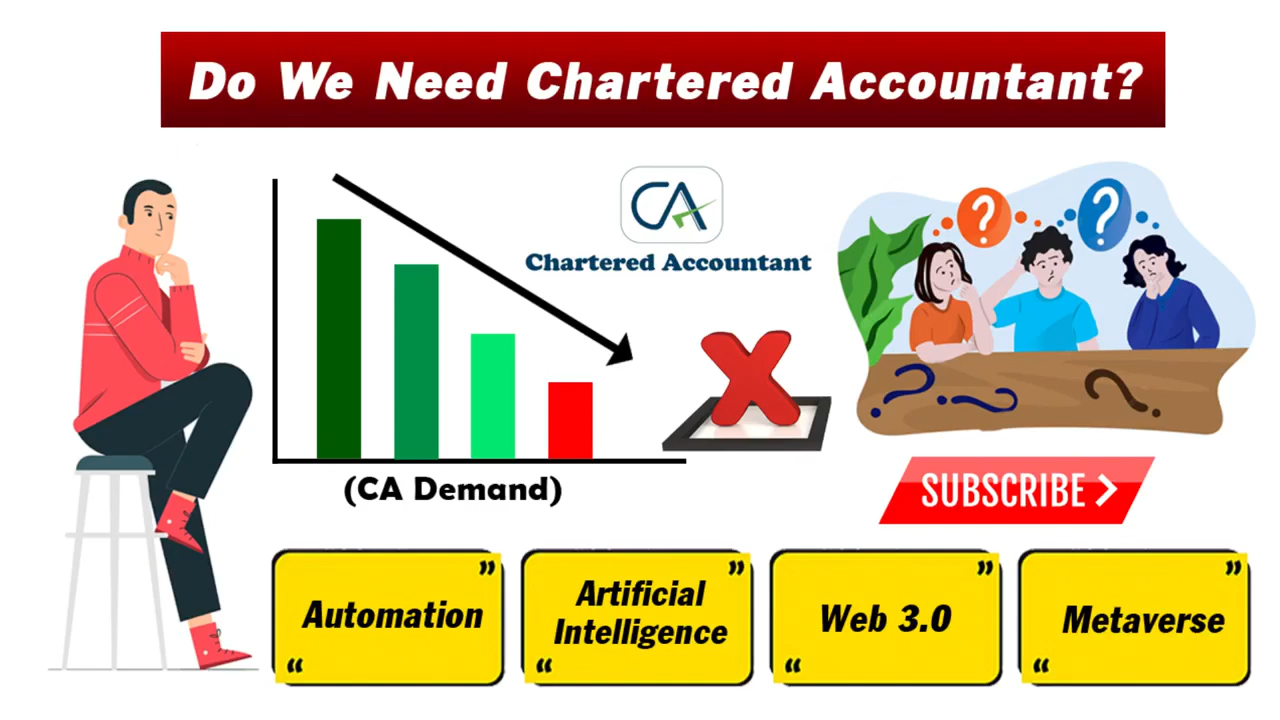 Do We Need Chartered Accountant?
CA
Chartered Accountant
? ?
? ? ?
(CA Demand)
SUBSCRIBE >
” ” ” ”
Automation
Artificial
Intelligence
Web 3.0
Metaverse
“ “ “ “